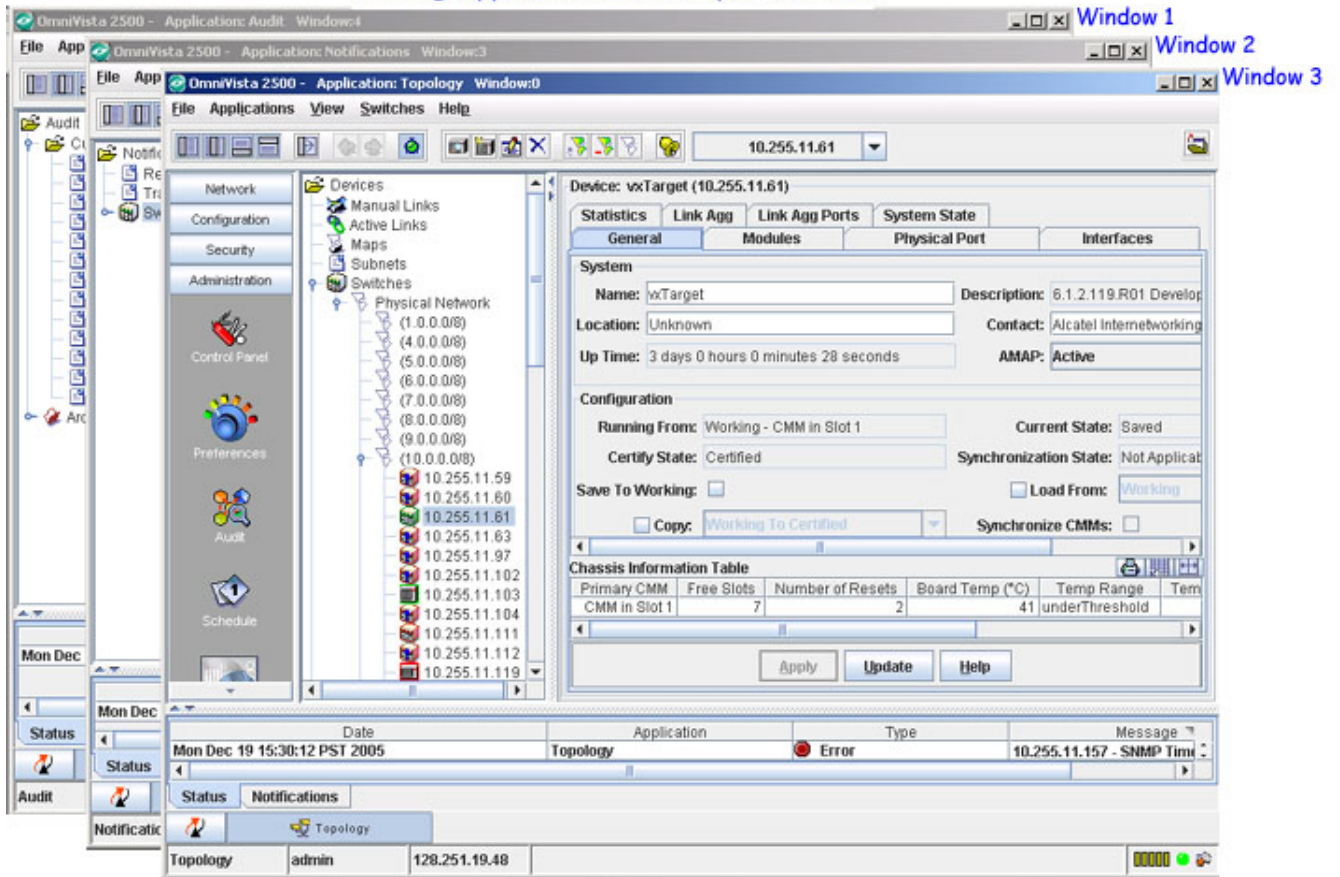 OmniVista 2500 - Application: Audit Window:4
Window 1
File App
OmniVista 2500 - Application: Notifications Window:3
Window 2
File App
OmniVista 2500 - Application: Topology Window:0
Window 3
File Applications View Switches Help
10.255.11.61
Audit
Notific
Re
Tra
Sw
Arc
Network
Configuration
Security
Administration
Control Panel
Preferences
Audit
Schedule
Devices
Manual Links
Active Links
Maps
Subnets
Switches
Physical Network
(1.0.0.0/8)
(4.0.0.0/8)
(5.0.0.0/8)
(6.0.0.0/8)
(7.0.0.0/8)
(8.0.0.0/8)
(9.0.0.0/8)
(10.0.0.0/8)
10.255.11.59
10.255.11.60
10.255.11.61
10.255.11.63
10.255.11.97
10.255.11.102
10.255.11.103
10.255.11.104
10.255.11.111
10.255.11.112
10.255.11.119
Device: vxTarget (10.255.11.61)
Statistics Link Agg Link Agg Ports System State
General Modules Physical Port Interfaces
System
Name: vxTarget Description: 6.1.2.119.R01 Develop
Location: Unknown Contact: Alcatel Internetworking
Up Time: 3 days 0 hours 0 minutes 28 seconds AMAP: Active
Configuration
Running From: Working - CMM in Slot 1 Current State: Saved
Certify State: Certified Synchronization State: Not Applicab
Save To Working: Load From: Working
Copy: Working To Certified Synchronize CMMs:
Chassis Information Table
Primary CMM Free Slots Number of Resets Board Temp (°C) Temp Range Tem
CMM in Slot 1 7 2 41 underThreshold
Apply Update Help
Mon Dec
Status
Audit
Mon Dec
Status
Notificatic
Date Application Type Message
Mon Dec 19 15:30:12 PST 2005 Topology Error 10.255.11.157 - SNMP Time
Status Notifications
Topology
Topology admin 128.251.19.48